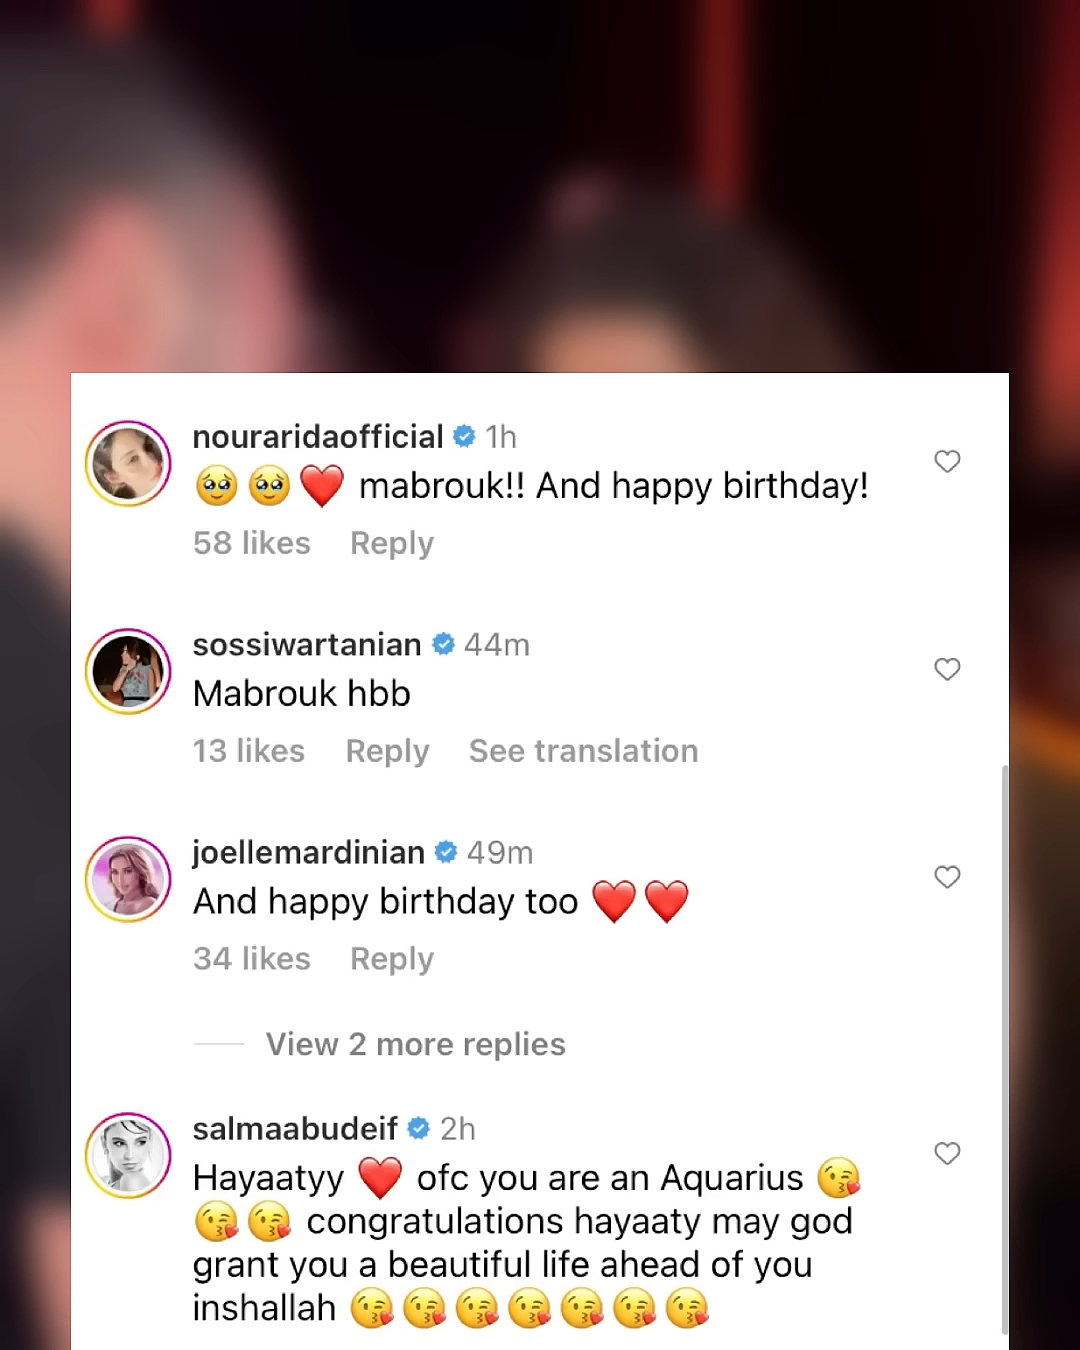 nouraridaofficial 1h
🥹🥹❤️ mabrouk!! And happy birthday!
58 likes Reply
sossiwartanian 44m
Mabrouk hbb
13 likes Reply See translation
joellemardinian 49m
And happy birthday too ❤️❤️
34 likes Reply
View 2 more replies
salmaabudeif 2h
Hayaatyy ❤️ ofc you are an Aquarius 😘
😘😘 congratulations hayaaty may god
grant you a beautiful life ahead of you
inshallah 😘😘😘😘😘😘😘